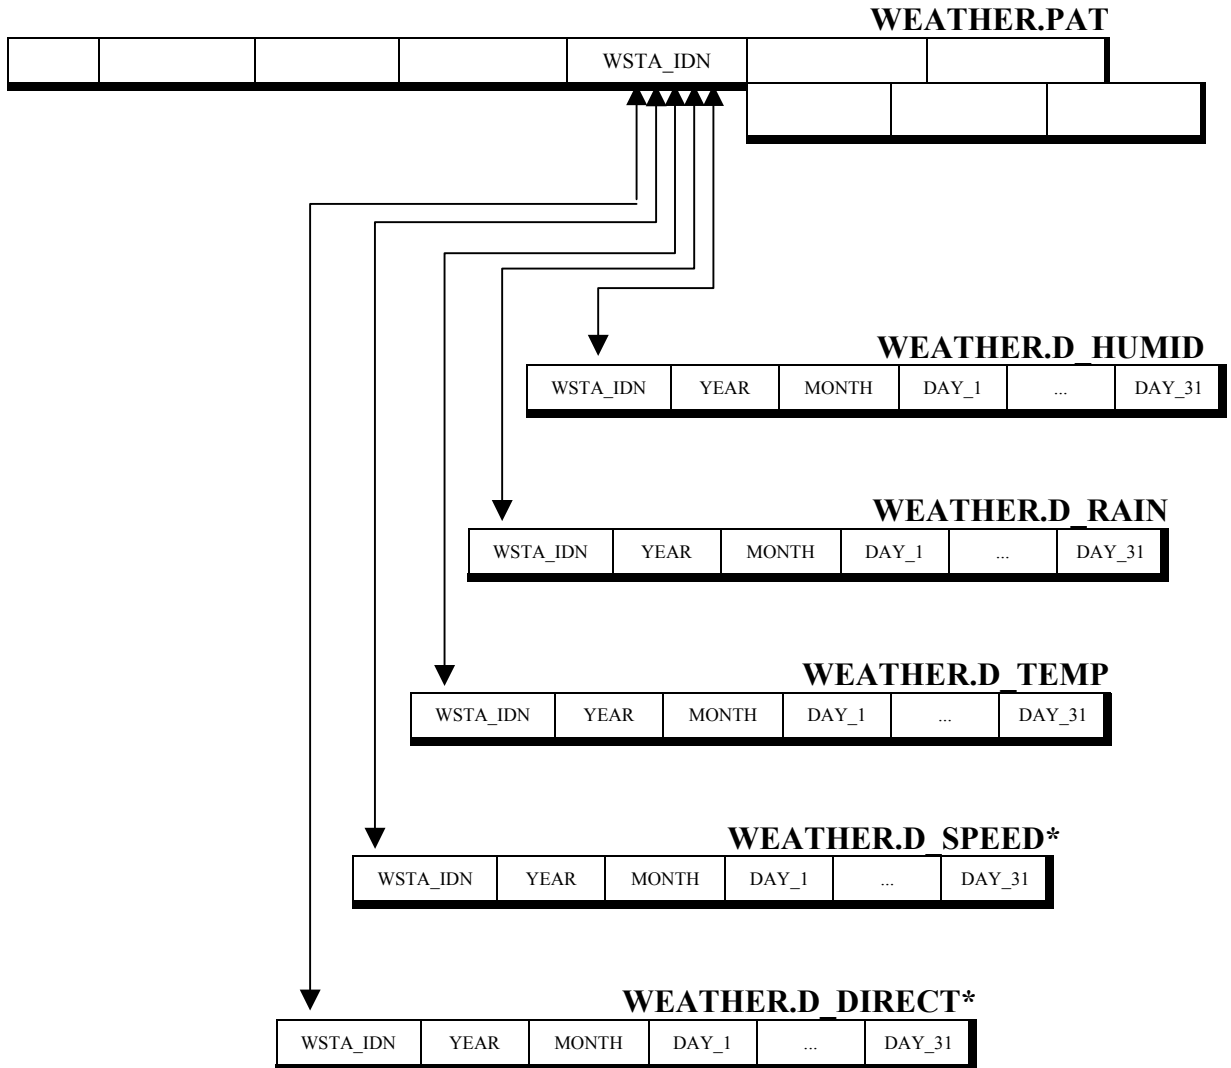 WEATHER.PAT
WSTA_IDN
WEATHER.D_HUMID
WSTA_IDN YEAR MONTH DAY_1 ... DAY_31
WEATHER.D_RAIN
WSTA_IDN YEAR MONTH DAY_1 ... DAY_31
WEATHER.D_TEMP
WSTA_IDN YEAR MONTH DAY_1 ... DAY_31
WEATHER.D_SPEED*
WSTA_IDN YEAR MONTH DAY_1 ... DAY_31
WEATHER.D_DIRECT*
WSTA_IDN YEAR MONTH DAY_1 ... DAY_31